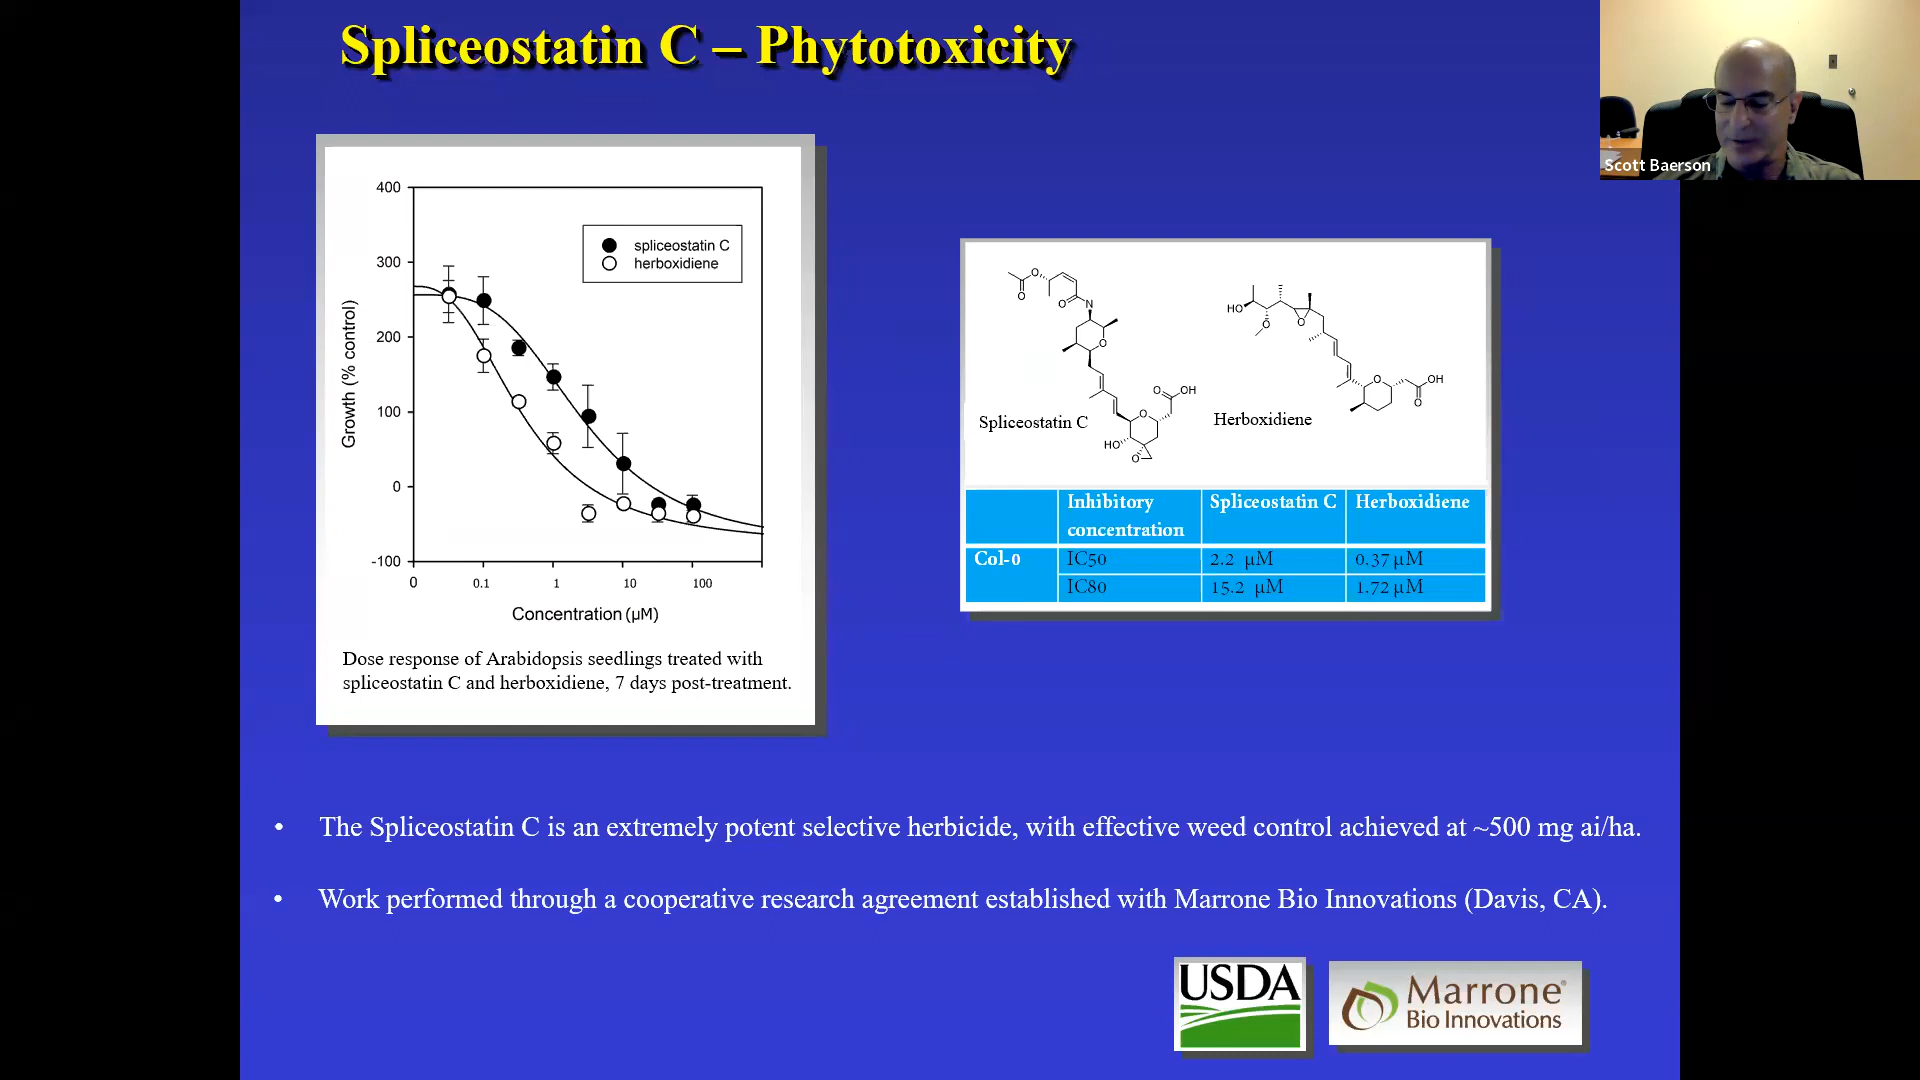 Spliceostatin C – Phytotoxicity
Scott Baerson
400
300
200
100
0
-100
Growth (% control)
spliceostatin C
herboxidiene
0
0.1
1
10
100
Concentration (µM)
Dose response of Arabidopsis seedlings treated with
spliceostatin C and herboxidiene, 7 days post-treatment.
O
O
O
N
O
O
OH
O
HO
O
Spliceostatin C
HO
O
O
O
OH
O
Herboxidiene
Inhibitory concentration
Spliceostatin C
Herboxidiene
Col-0
IC50
2.2 µM
0.37 µM
IC80
15.2 µM
1.72 µM
• The Spliceostatin C is an extremely potent selective herbicide, with effective weed control achieved at ~500 mg ai/ha.
• Work performed through a cooperative research agreement established with Marrone Bio Innovations (Davis, CA).
USDA
Marrone®
Bio Innovations